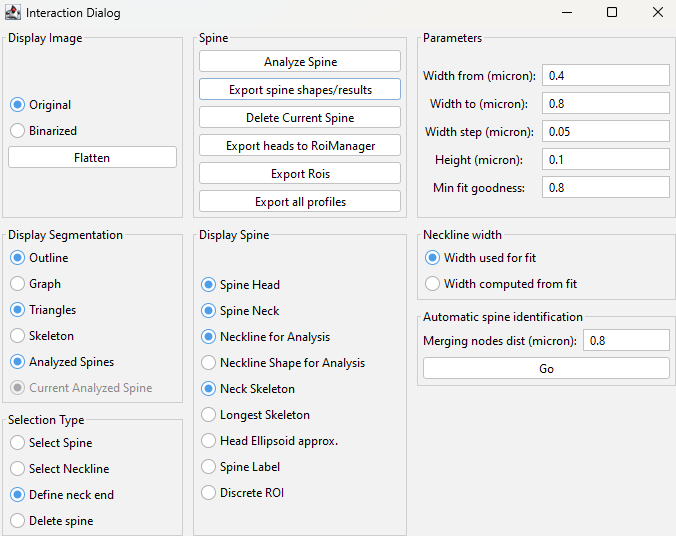 Interaction Dialog
Display Image
Original
Binarized
Flatten
Spine
Analyze Spine
Export spine shapes/results
Delete Current Spine
Export heads to RoiManager
Export Rois
Export all profiles
Parameters
Width from (micron): 0.4
Width to (micron): 0.8
Width step (micron): 0.05
Height (micron): 0.1
Min fit goodness: 0.8
Display Segmentation
Outline
Graph
Triangles
Skeleton
Analyzed Spines
Current Analyzed Spine
Selection Type
Select Spine
Select Neckline
Define neck end
Delete spine
Display Spine
Spine Head
Spine Neck
Neckline for Analysis
Neckline Shape for Analysis
Neck Skeleton
Longest Skeleton
Head Ellipsoid approx.
Spine Label
Discrete ROI
Neckline width
Width used for fit
Width computed from fit
Automatic spine identification
Merging nodes dist (micron): 0.8
Go